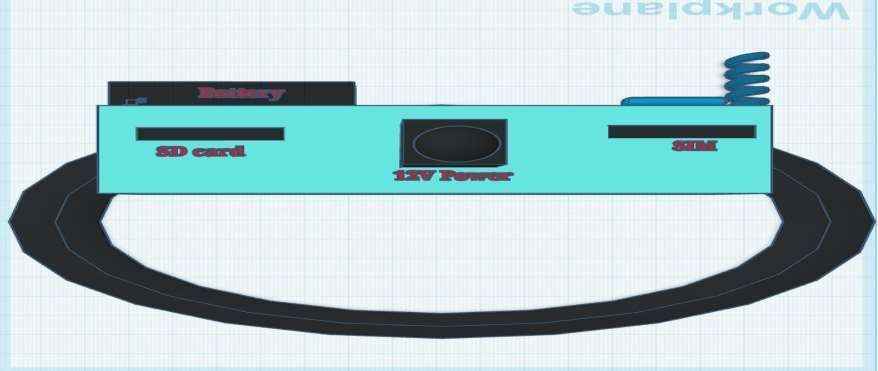 Workplane
Battery
SD card
SIM
12V Power